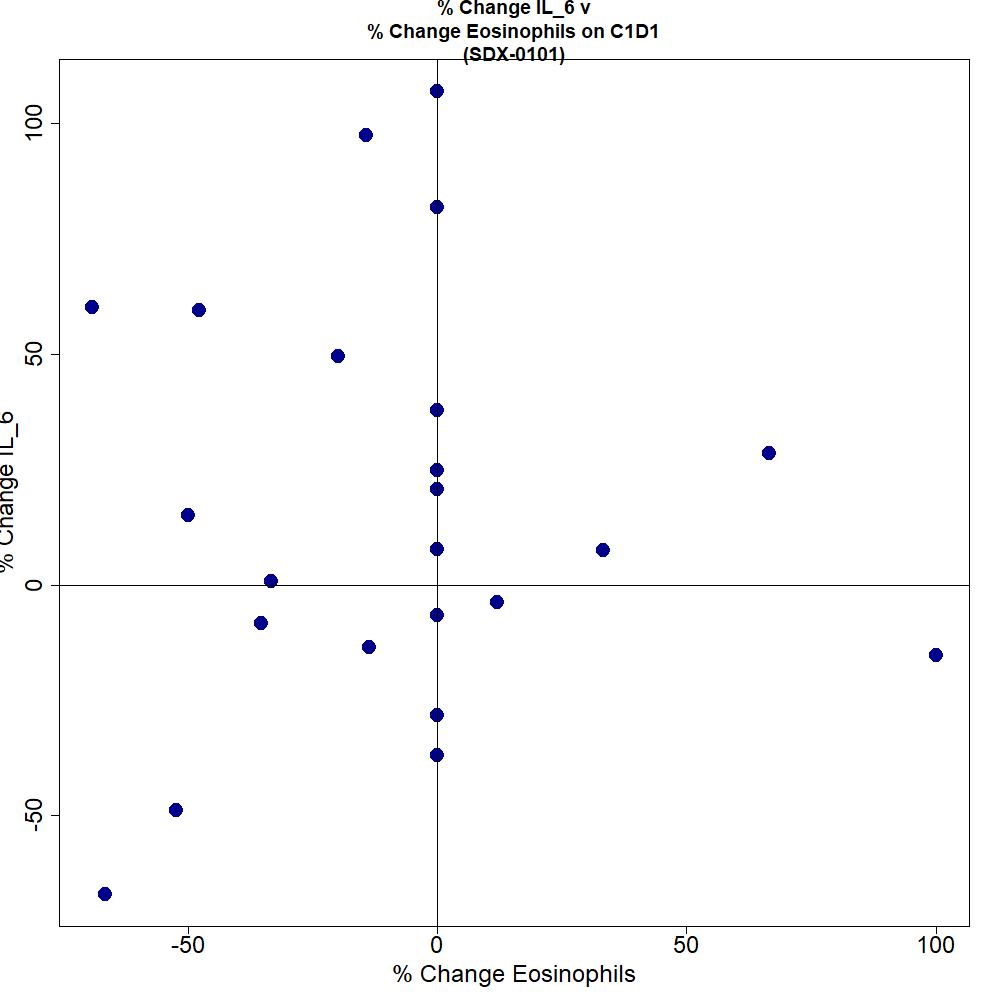 % Change IL_6 v
% Change Eosinophils on C1D1
(SDX-0101)
100
50
0
-50
% Change IL_6
-50 0 50 100
% Change Eosinophils